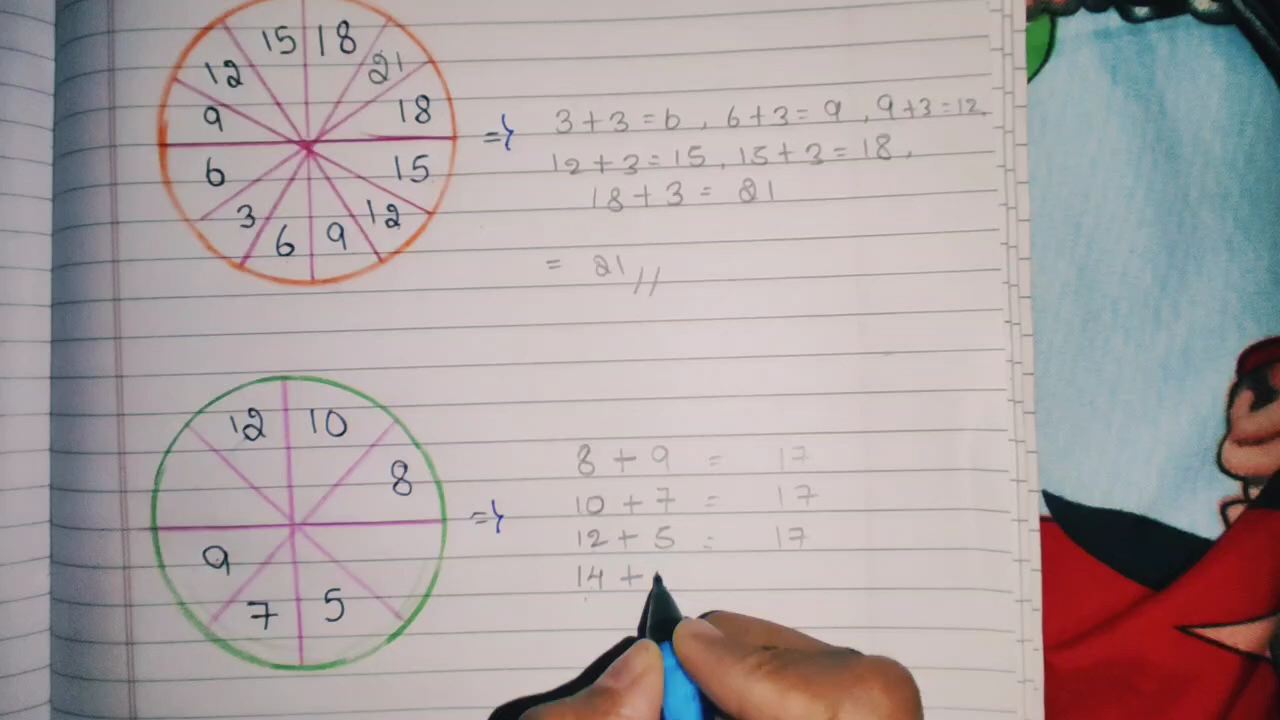 15 18
12 21
9 18
6 15
3 12
6 9
=> 3 + 3 = 6 , 6 + 3 = 9 , 9 + 3 = 12,
12 + 3 = 15 , 15 + 3 = 18 ,
18 + 3 = 21
= 21 //
12 10
8
9
7 5
=> 8 + 9 = 17
10 + 7 = 17
12 + 5 = 17
14 +